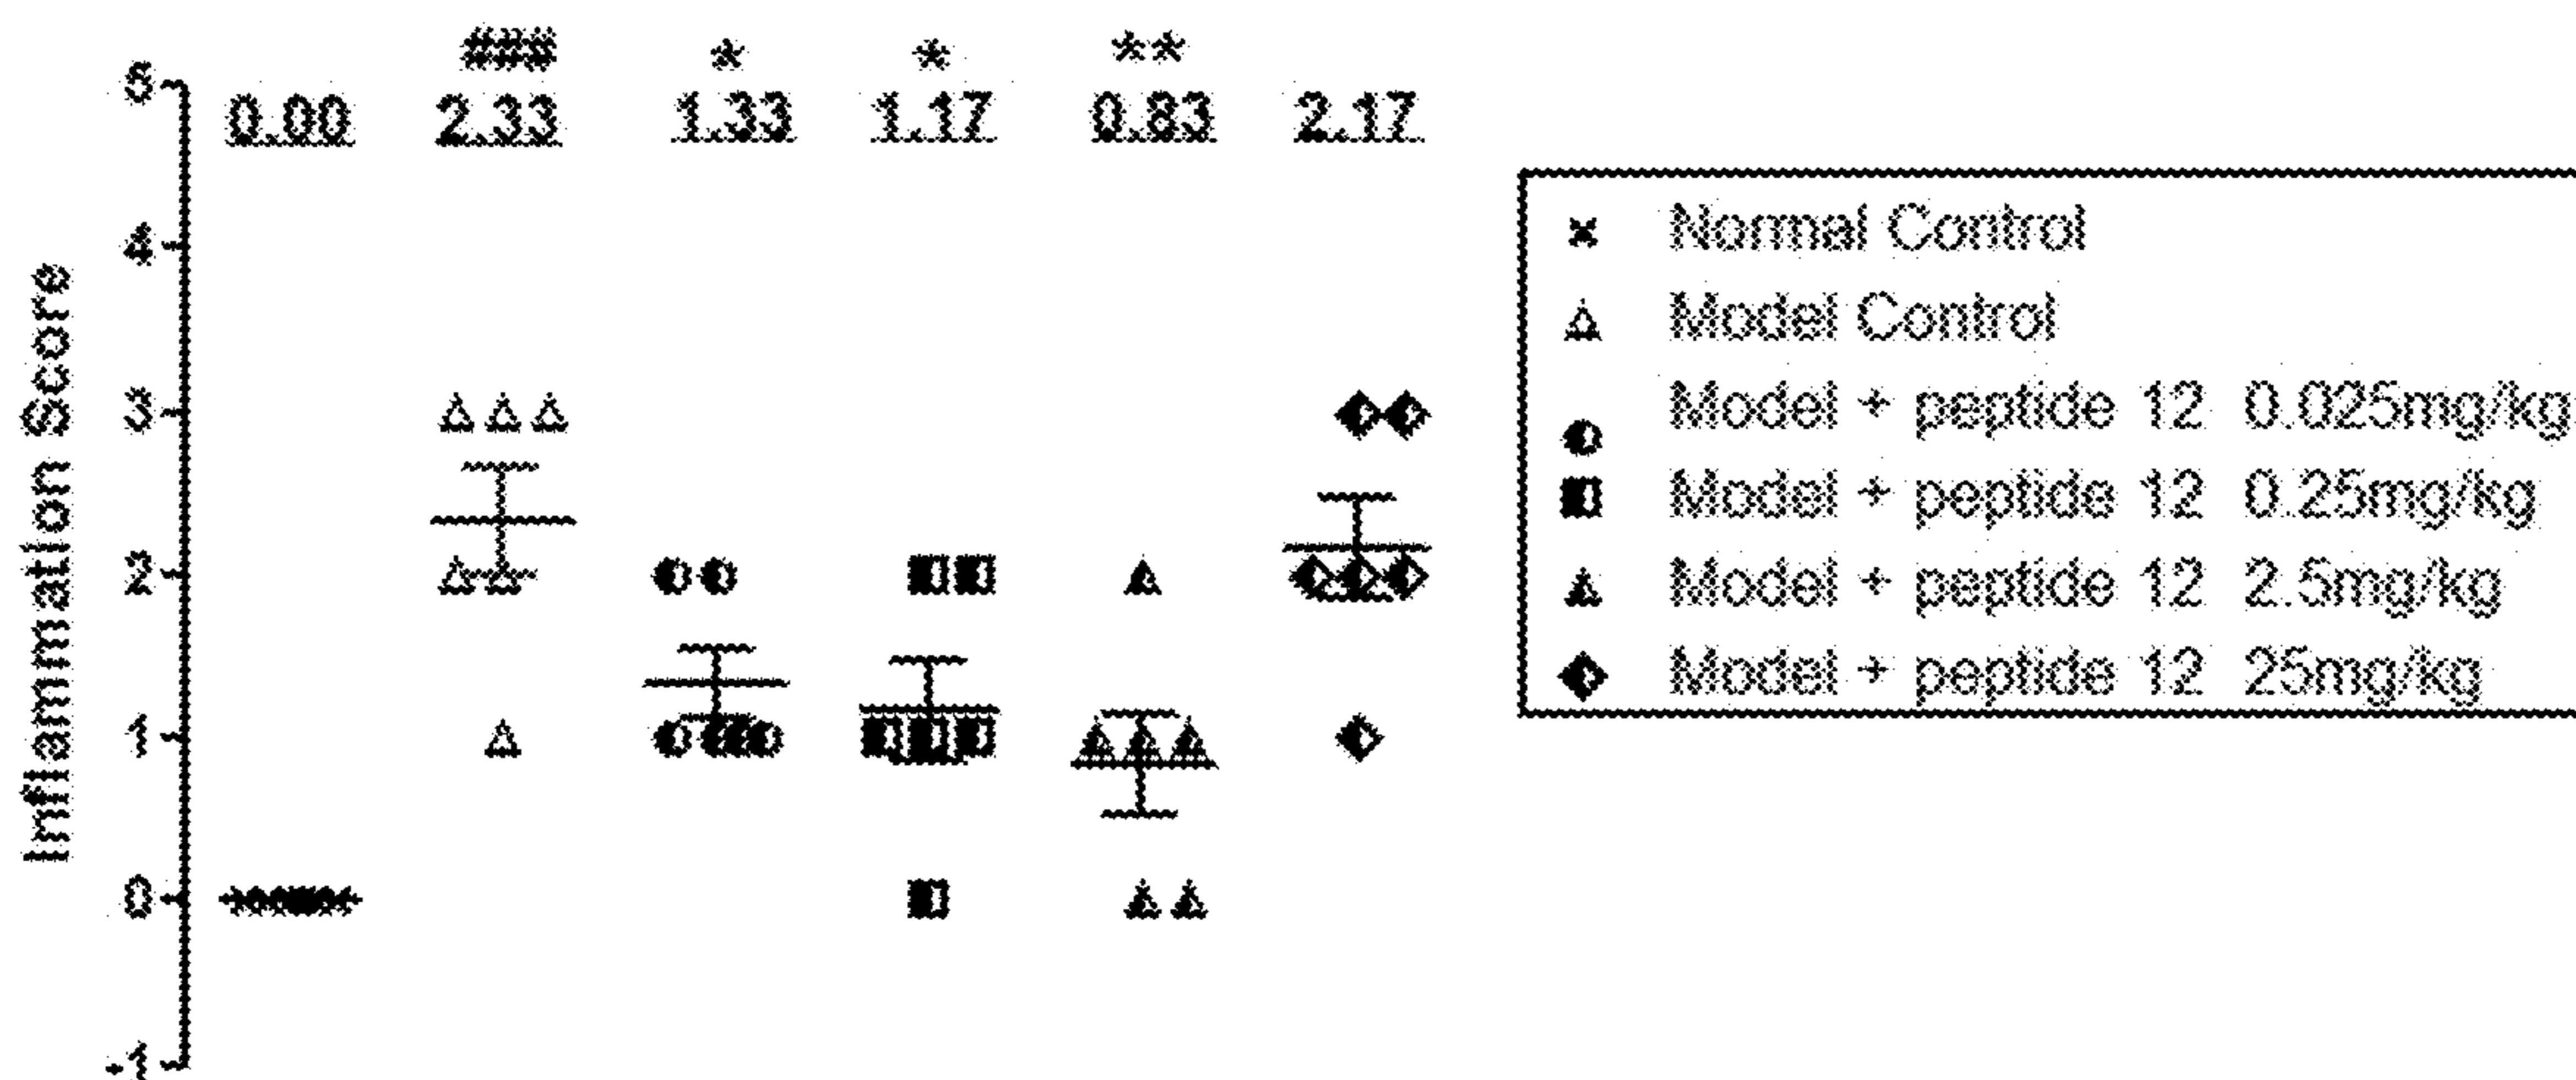 ### * * **
0.00 2.33 1.33 1.17 0.83 2.17
5
4
3
2
1
0
-1
Inflammation Score
Normal Control
Model Control
Model + peptide 12 0.025mg/kg
Model + peptide 12 0.25mg/kg
Model + peptide 12 2.5mg/kg
Model + peptide 12 25mg/kg